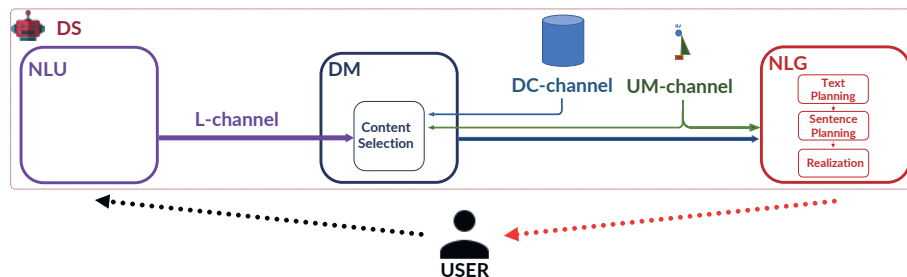 DS
NLU
DM
NLG
DC-channel
UM-channel
L-channel
Content
Selection
Text
Planning
Sentence
Planning
Realization
USER